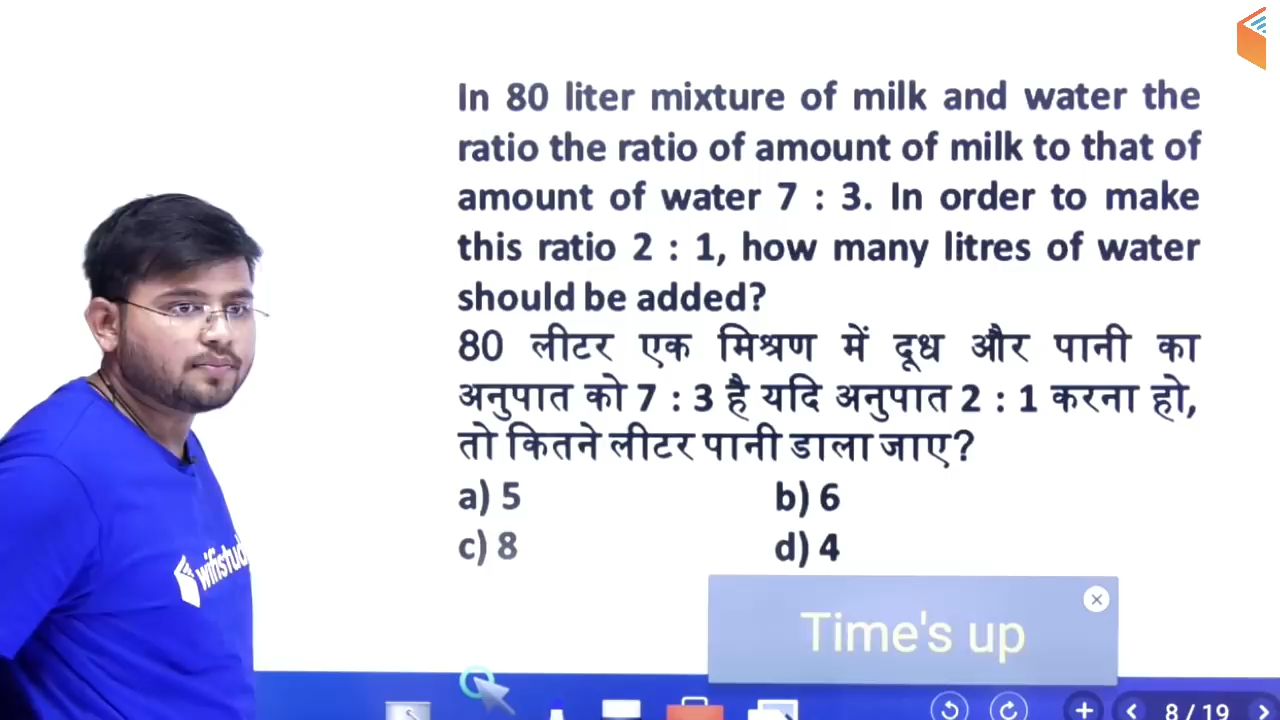 In 80 liter mixture of milk and water the
ratio the ratio of amount of milk to that of
amount of water 7 : 3. In order to make
this ratio 2 : 1, how many litres of water
should be added?
80 लीटर एक मिश्रण में दूध और पानी का
अनुपात को 7 : 3 है यदि अनुपात 2 : 1 करना हो,
तो कितने लीटर पानी डाला जाए?
a) 5 b) 6
c) 8 d) 4
wifistud
Time's up
8 / 19